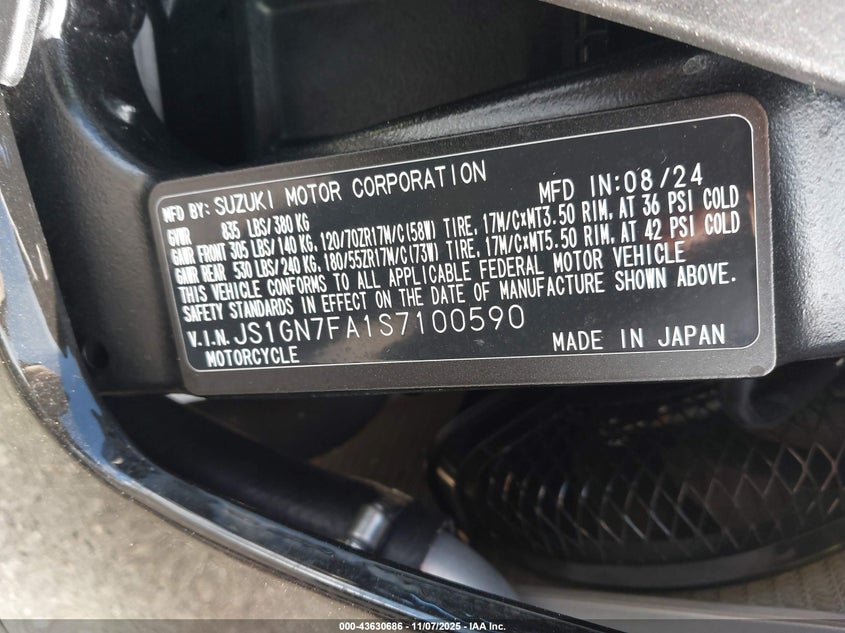 MFD BY: SUZUKI MOTOR CORPORATION MFD IN:08/24
GVWR 835 LBS/380 KG
GAWR FRONT 305 LBS/140 KG, 120/70ZR17M/C(58W) TIRE, 17M/C×MT3.50 RIM, AT 36 PSI COLD
GAWR REAR 530 LBS/240 KG, 180/55ZR17M/C(73W) TIRE, 17M/C×MT5.50 RIM, AT 42 PSI COLD
THIS VEHICLE CONFORMS TO ALL APPLICABLE FEDERAL MOTOR VEHICLE
SAFETY STANDARDS IN EFFECT ON THE DATE OF MANUFACTURE SHOWN ABOVE.
V.I.N. JS1GN7FA1S7100590
MOTORCYCLE MADE IN JAPAN
000-43630686 - 11/07/2025 - IAA Inc.